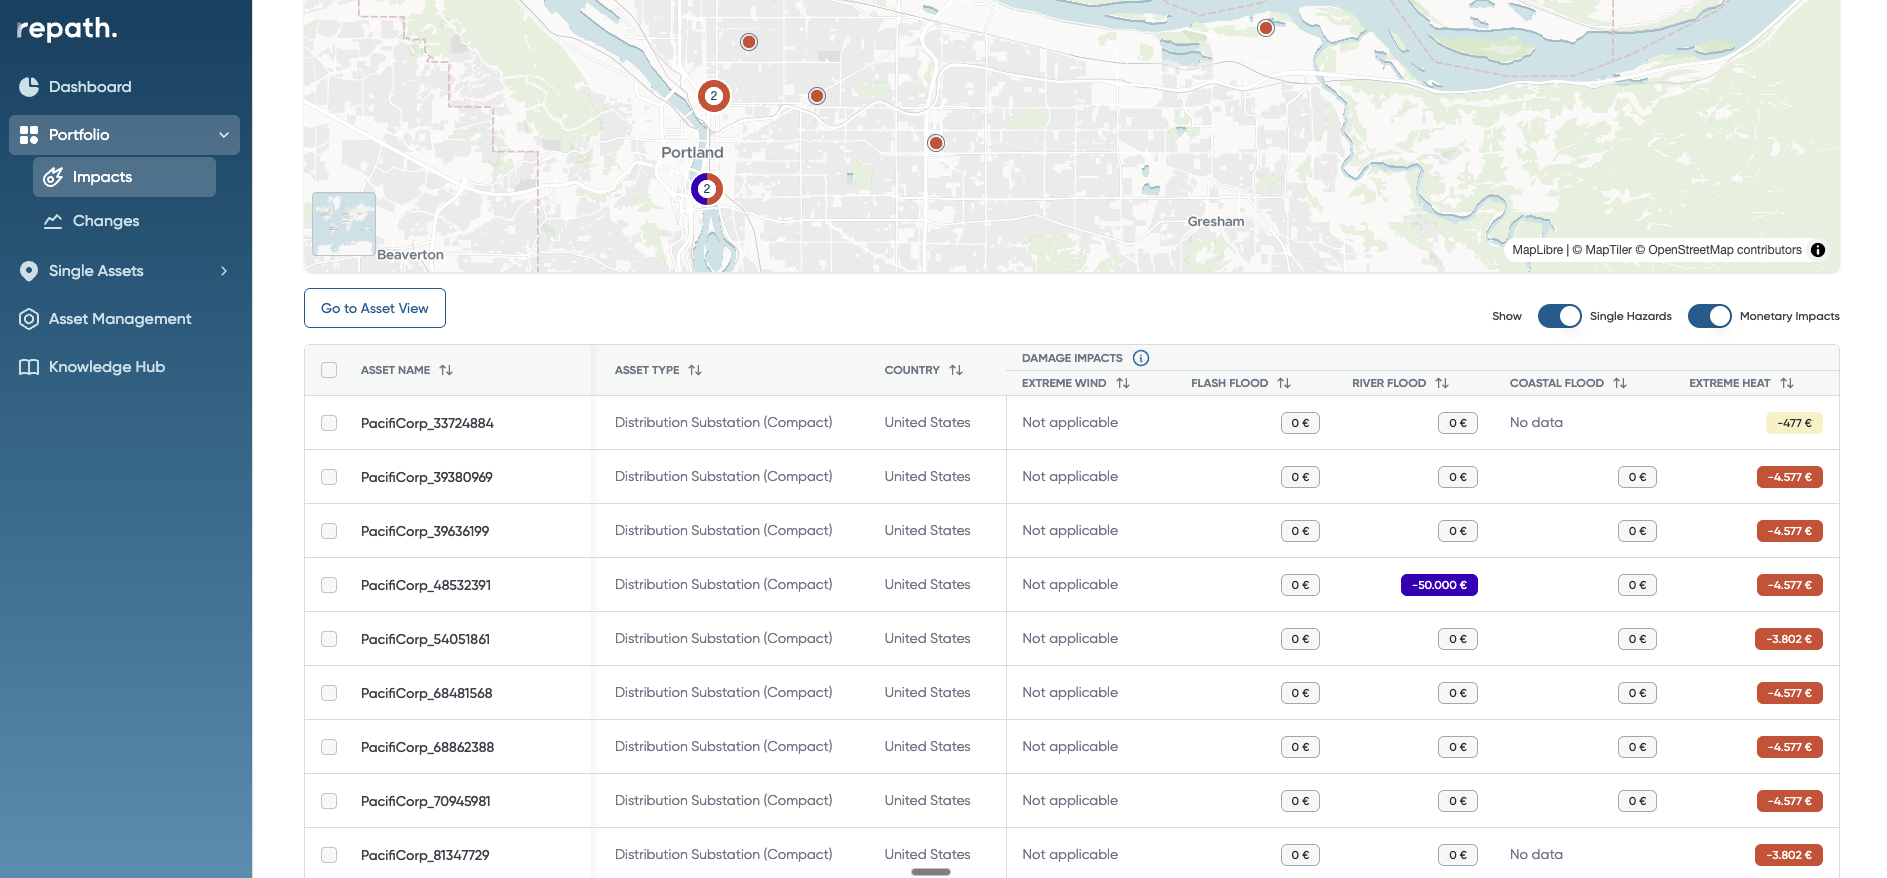 repath.
Dashboard
Portfolio
Impacts
Changes
Single Assets
Asset Management
Knowledge Hub
2
Portland
2
Gresham
Beaverton
MapLibre | © MapTiler © OpenStreetMap contributors
Go to Asset View
Show Single Hazards Monetary Impacts
ASSET NAME ASSET TYPE COUNTRY DAMAGE IMPACTS
EXTREME WIND FLASH FLOOD RIVER FLOOD COASTAL FLOOD EXTREME HEAT
PacifiCorp_33724884 Distribution Substation (Compact) United States Not applicable 0 € 0 € No data -477 €
PacifiCorp_39380969 Distribution Substation (Compact) United States Not applicable 0 € 0 € 0 € -4.577 €
PacifiCorp_39636199 Distribution Substation (Compact) United States Not applicable 0 € 0 € 0 € -4.577 €
PacifiCorp_48532391 Distribution Substation (Compact) United States Not applicable 0 € -50.000 € 0 € -4.577 €
PacifiCorp_54051861 Distribution Substation (Compact) United States Not applicable 0 € 0 € 0 € -3.802 €
PacifiCorp_68481568 Distribution Substation (Compact) United States Not applicable 0 € 0 € 0 € -4.577 €
PacifiCorp_68862388 Distribution Substation (Compact) United States Not applicable 0 € 0 € 0 € -4.577 €
PacifiCorp_70945981 Distribution Substation (Compact) United States Not applicable 0 € 0 € 0 € -4.577 €
PacifiCorp_81347729 Distribution Substation (Compact) United States Not applicable 0 € 0 € No data -3.802 €